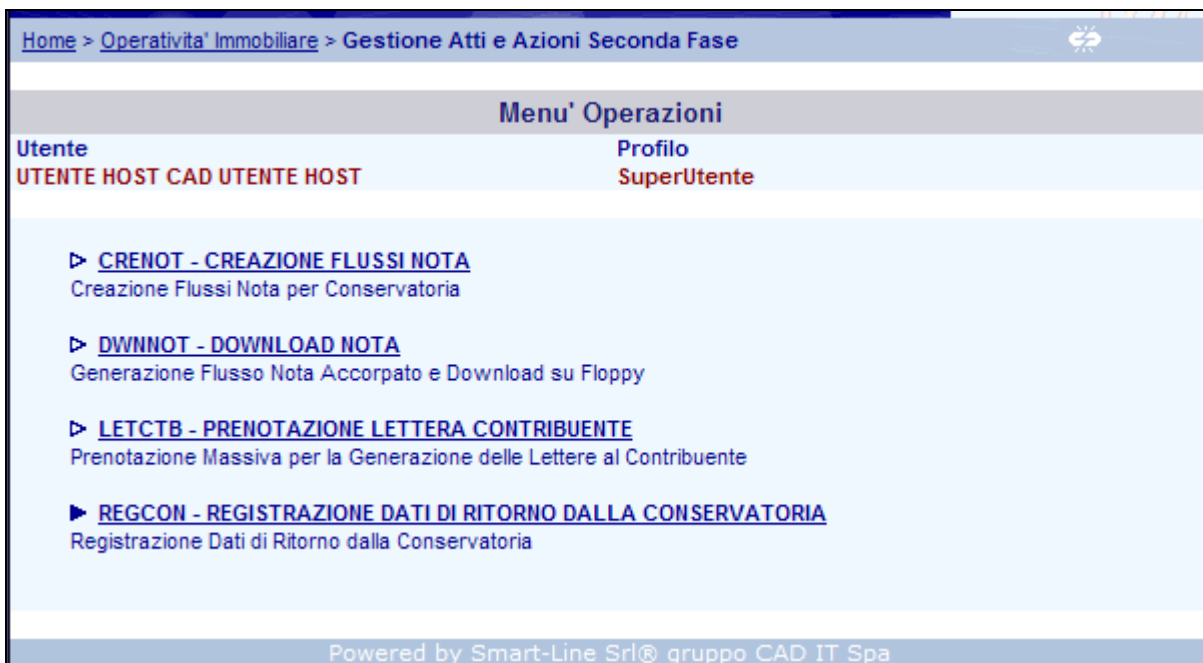 Home > Operativita' Immobiliare > Gestione Atti e Azioni Seconda Fase
Menu' Operazioni
Utente Profilo
UTENTE HOST CAD UTENTE HOST SuperUtente
CRENOT - CREAZIONE FLUSSI NOTA
Creazione Flussi Nota per Conservatoria
DWNNOT - DOWNLOAD NOTA
Generazione Flusso Nota Accorpato e Download su Floppy
LETCTB - PRENOTAZIONE LETTERA CONTRIBUENTE
Prenotazione Massiva per la Generazione delle Lettere al Contribuente
REGCON - REGISTRAZIONE DATI DI RITORNO DALLA CONSERVATORIA
Registrazione Dati di Ritorno dalla Conservatoria
Powered by Smart-Line Srl® gruppo CAD IT Spa